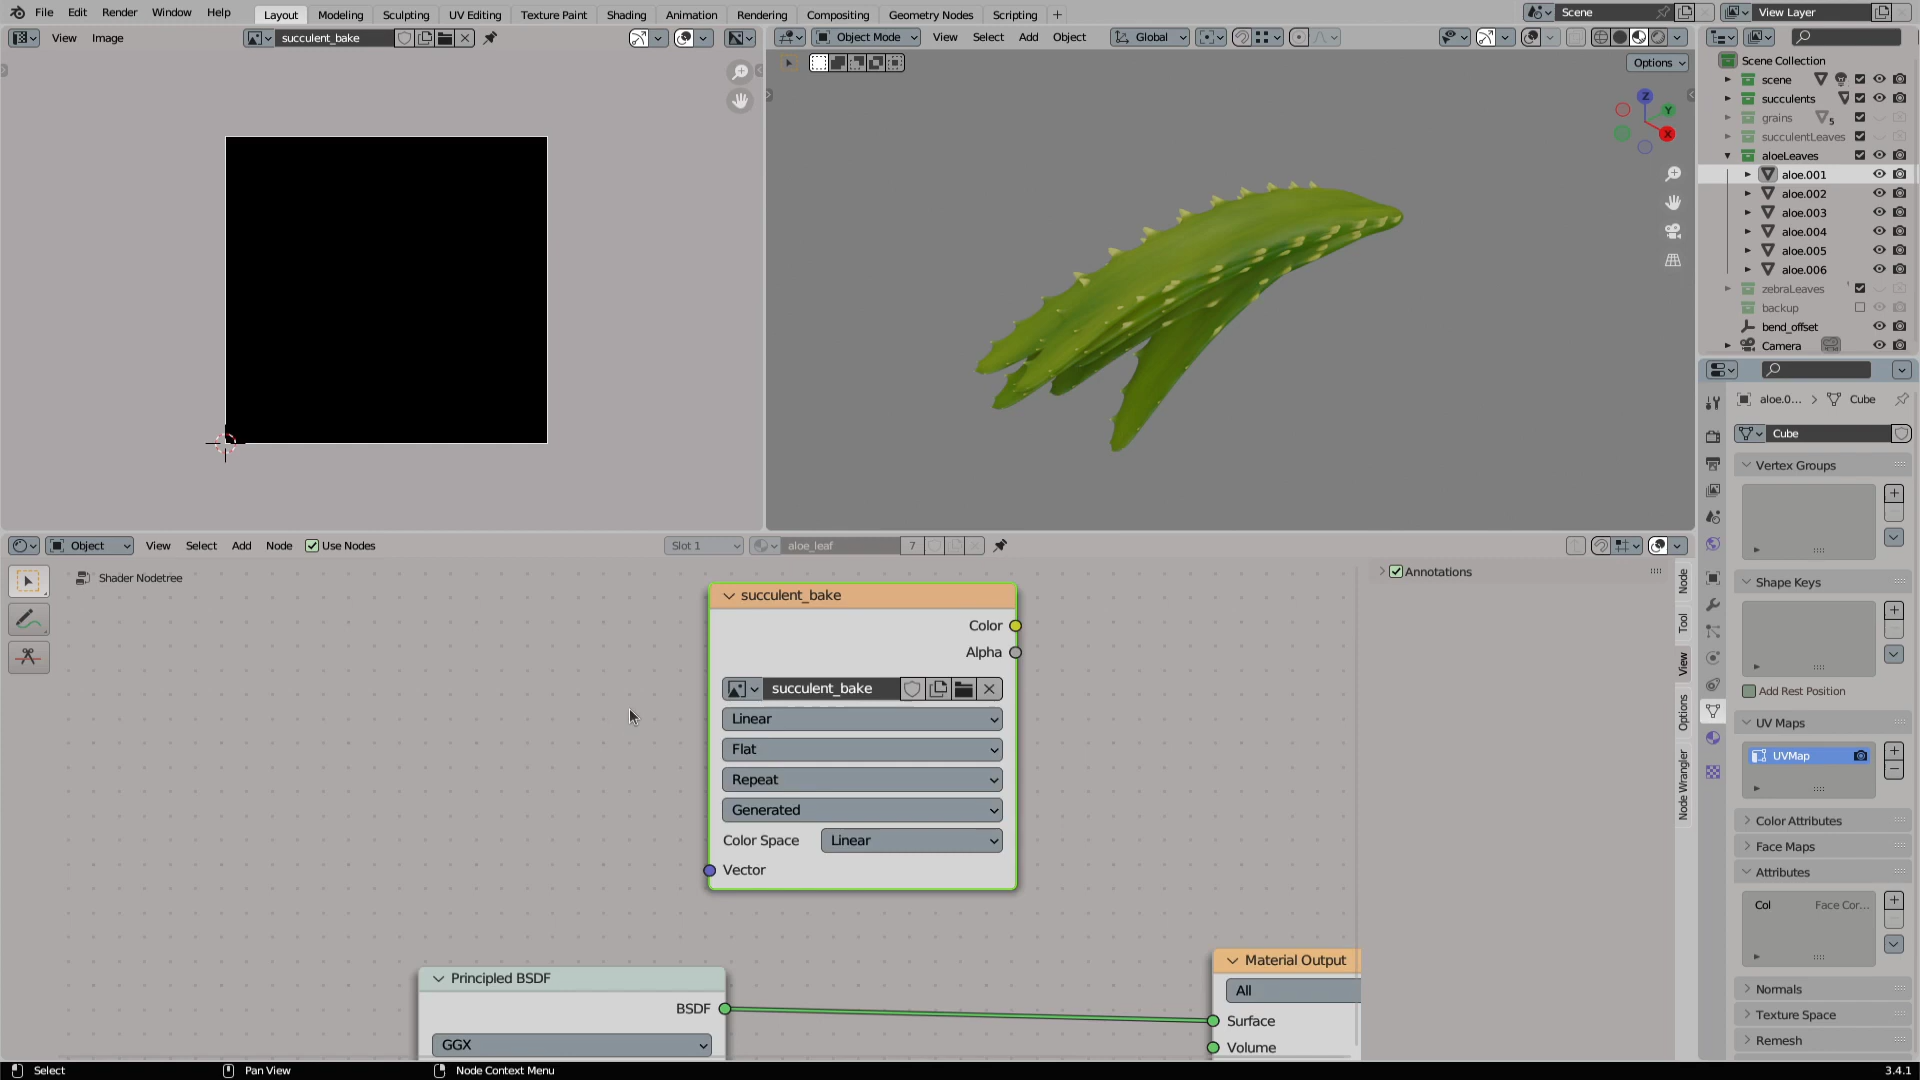 File Edit Render Window Help Layout Modeling Sculpting UV Editing Texture Paint Shading Animation Rendering Compositing Geometry Nodes Scripting + Scene View Layer
View Image succulent_bake Object Mode View Select Add Object Global
Options
Z
Y
X
Scene Collection
scene
succulents
grains 5
succulentLeaves
aloeLeaves
aloe.001
aloe.002
aloe.003
aloe.004
aloe.005
aloe.006
zebraLeaves
backup
bend_offset
Camera
aloe.0... Cube
Cube
Vertex Groups
Shape Keys
Add Rest Position
UV Maps
UVMap
Color Attributes
Face Maps
Attributes
Col Face Cor...
Normals
Texture Space
Remesh
Object View Select Add Node Use Nodes Slot 1 aloe_leaf 7
Shader Nodetree
Annotations
Node
Tool
View
Options
Node Wrangler
succulent_bake
Color
Alpha
succulent_bake
Linear
Flat
Repeat
Generated
Color Space Linear
Vector
Principled BSDF
BSDF
GGX
Material Output
All
Surface
Volume
Select Pan View Node Context Menu 3.4.1